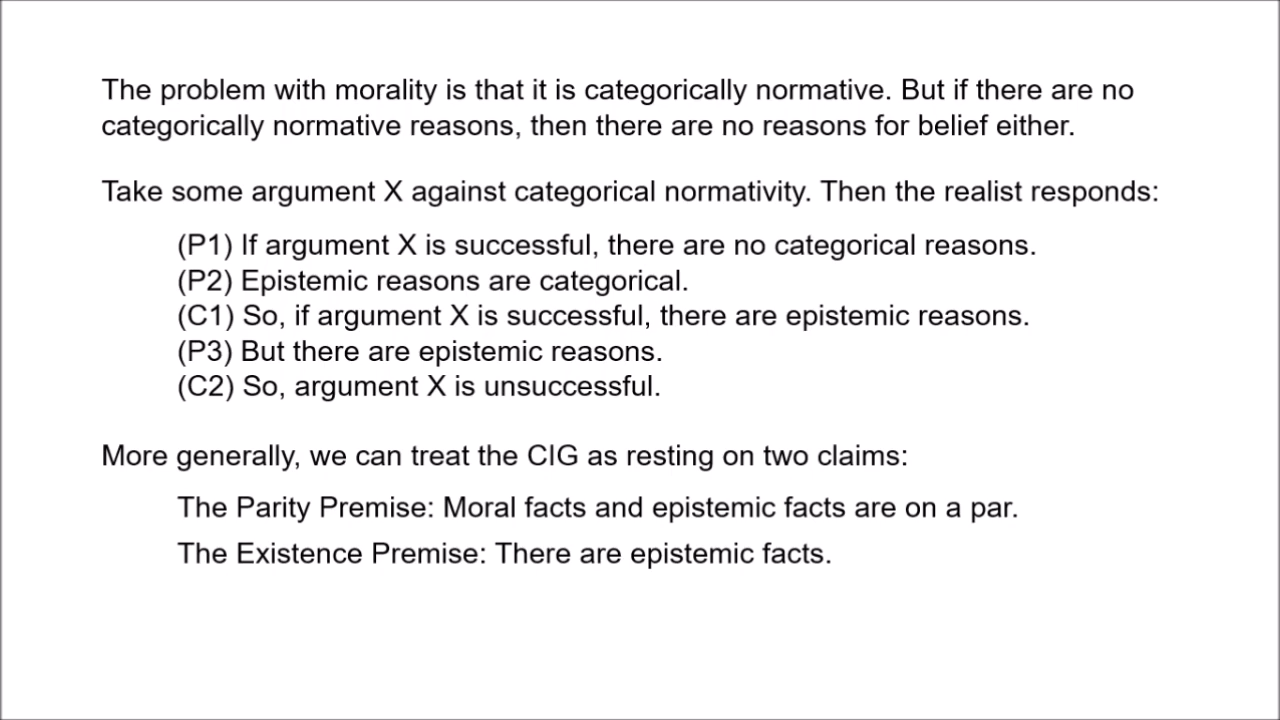 The problem with morality is that it is categorically normative. But if there are no
categorically normative reasons, then there are no reasons for belief either.
Take some argument X against categorical normativity. Then the realist responds:
(P1) If argument X is successful, there are no categorical reasons.
(P2) Epistemic reasons are categorical.
(C1) So, if argument X is successful, there are epistemic reasons.
(P3) But there are epistemic reasons.
(C2) So, argument X is unsuccessful.
More generally, we can treat the CIG as resting on two claims:
The Parity Premise: Moral facts and epistemic facts are on a par.
The Existence Premise: There are epistemic facts.